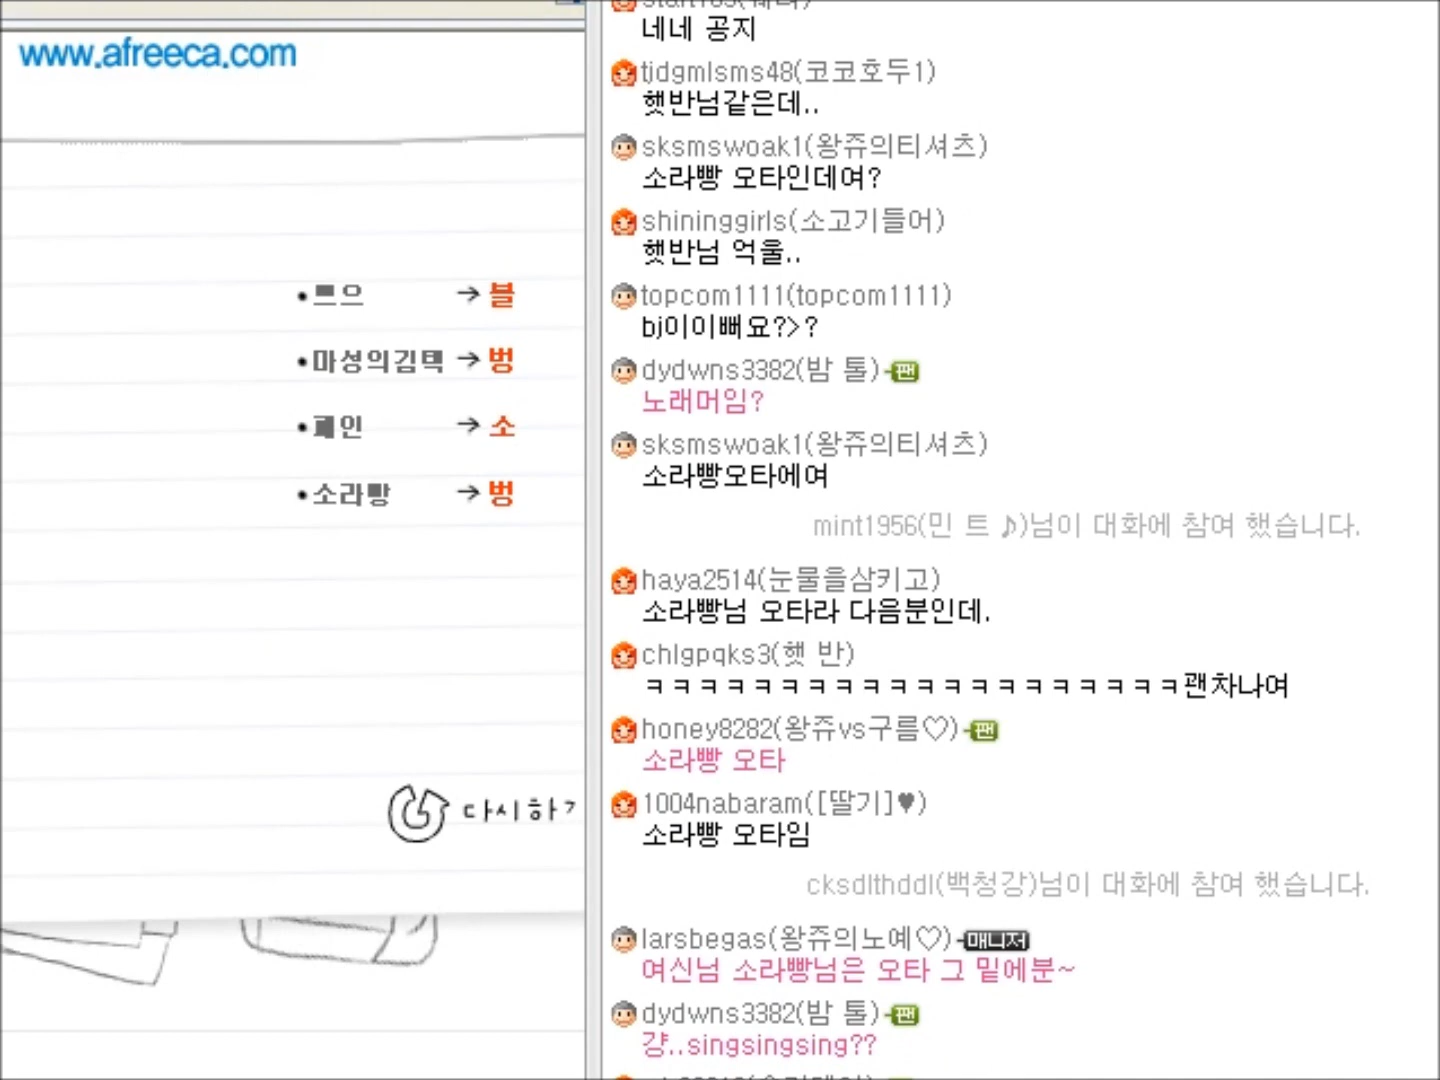 www.afreeca.com
•쁘으 → 블
•마성의김텍 → 벙
•폐인 → 소
•소라빵 → 벙
다시하기
네네 공지
tjdgmlsms48(코코호두1)
햇반님같은데..
sksmswoak1(왕쥬의티셔츠)
소라빵 오타인데여?
shininggirls(소고기들어)
햇반님 억울..
topcom1111(topcom1111)
bj이이뻐요?>?
dydwns3382(밤 톨)-팬
노래머임?
sksmswoak1(왕쥬의티셔츠)
소라빵오타에여
mint1956(민 트 ♪)님이 대화에 참여 했습니다.
haya2514(눈물을삼키고)
소라빵님 오타라 다음분인데.
chlgpqks3(햇 반)
ㅋㅋㅋㅋㅋㅋㅋㅋㅋㅋㅋㅋㅋㅋㅋㅋㅋㅋㅋㅋ괜차나여
honey8282(왕쥬vs구름♡)-팬
소라빵 오타
1004nabaram([딸기]♥)
소라빵 오타임
cksdlthddl(백청강)님이 대화에 참여 했습니다.
larsbegas(왕쥬의노예♡)-매니저
여신님 소라빵님은 오타 그 밑에분~
dydwns3382(밤 톨)-팬
걍..singsingsing??